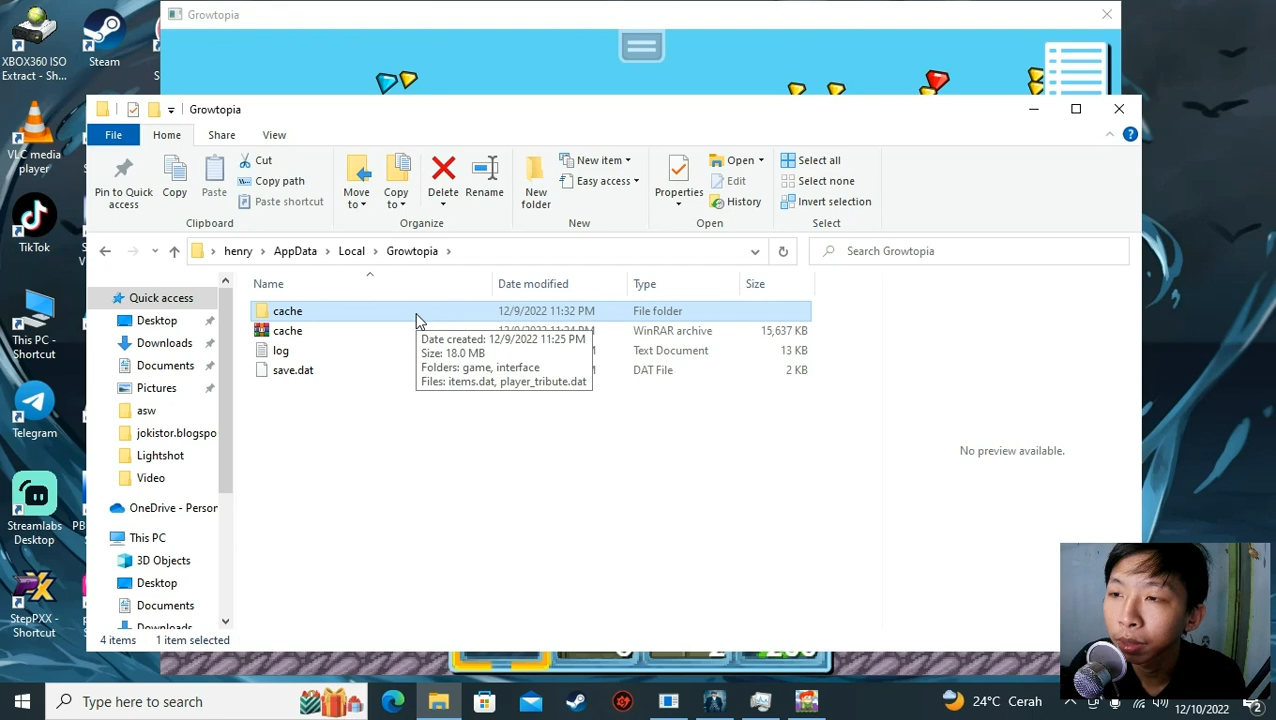 Growtopia
XBOX360 ISO
Extract - Sh...
Steam
VLC media
player
TikTok
This PC -
Shortcut
Telegram
Streamlabs
Desktop
StepPXX -
Shortcut
Growtopia
File
Home
Share
View
Pin to Quick
access
Copy
Paste
Cut
Copy path
Paste shortcut
Clipboard
Move
to
Copy
to
Delete
Rename
Organize
New
folder
New item
Easy access
New
Properties
Open
Edit
History
Open
Select all
Select none
Invert selection
Select
henry > AppData > Local > Growtopia >
Search Growtopia
Name
Date modified
Type
Size
cache 12/9/2022 11:32 PM File folder
cache WinRAR archive 15,637 KB
log Text Document 13 KB
save.dat DAT File 2 KB
Date created: 12/9/2022 11:25 PM
Size: 18.0 MB
Folders: game, interface
Files: items.dat, player_tribute.dat
No preview available.
Quick access
Desktop
Downloads
Documents
Pictures
asw
jokistor.blogspo
Lightshot
Video
OneDrive - Person
This PC
3D Objects
Desktop
Documents
Downloads
4 items
1 item selected
Type here to search
24°C Cerah
12/10/2022
2